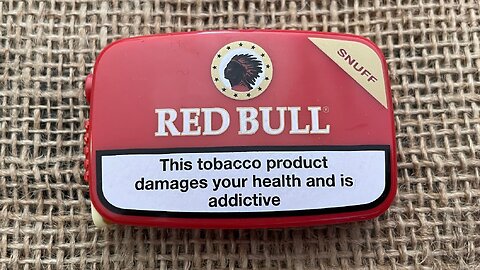 SNUFF
RED BULL®
This tobacco product
damages your health and is
addictive